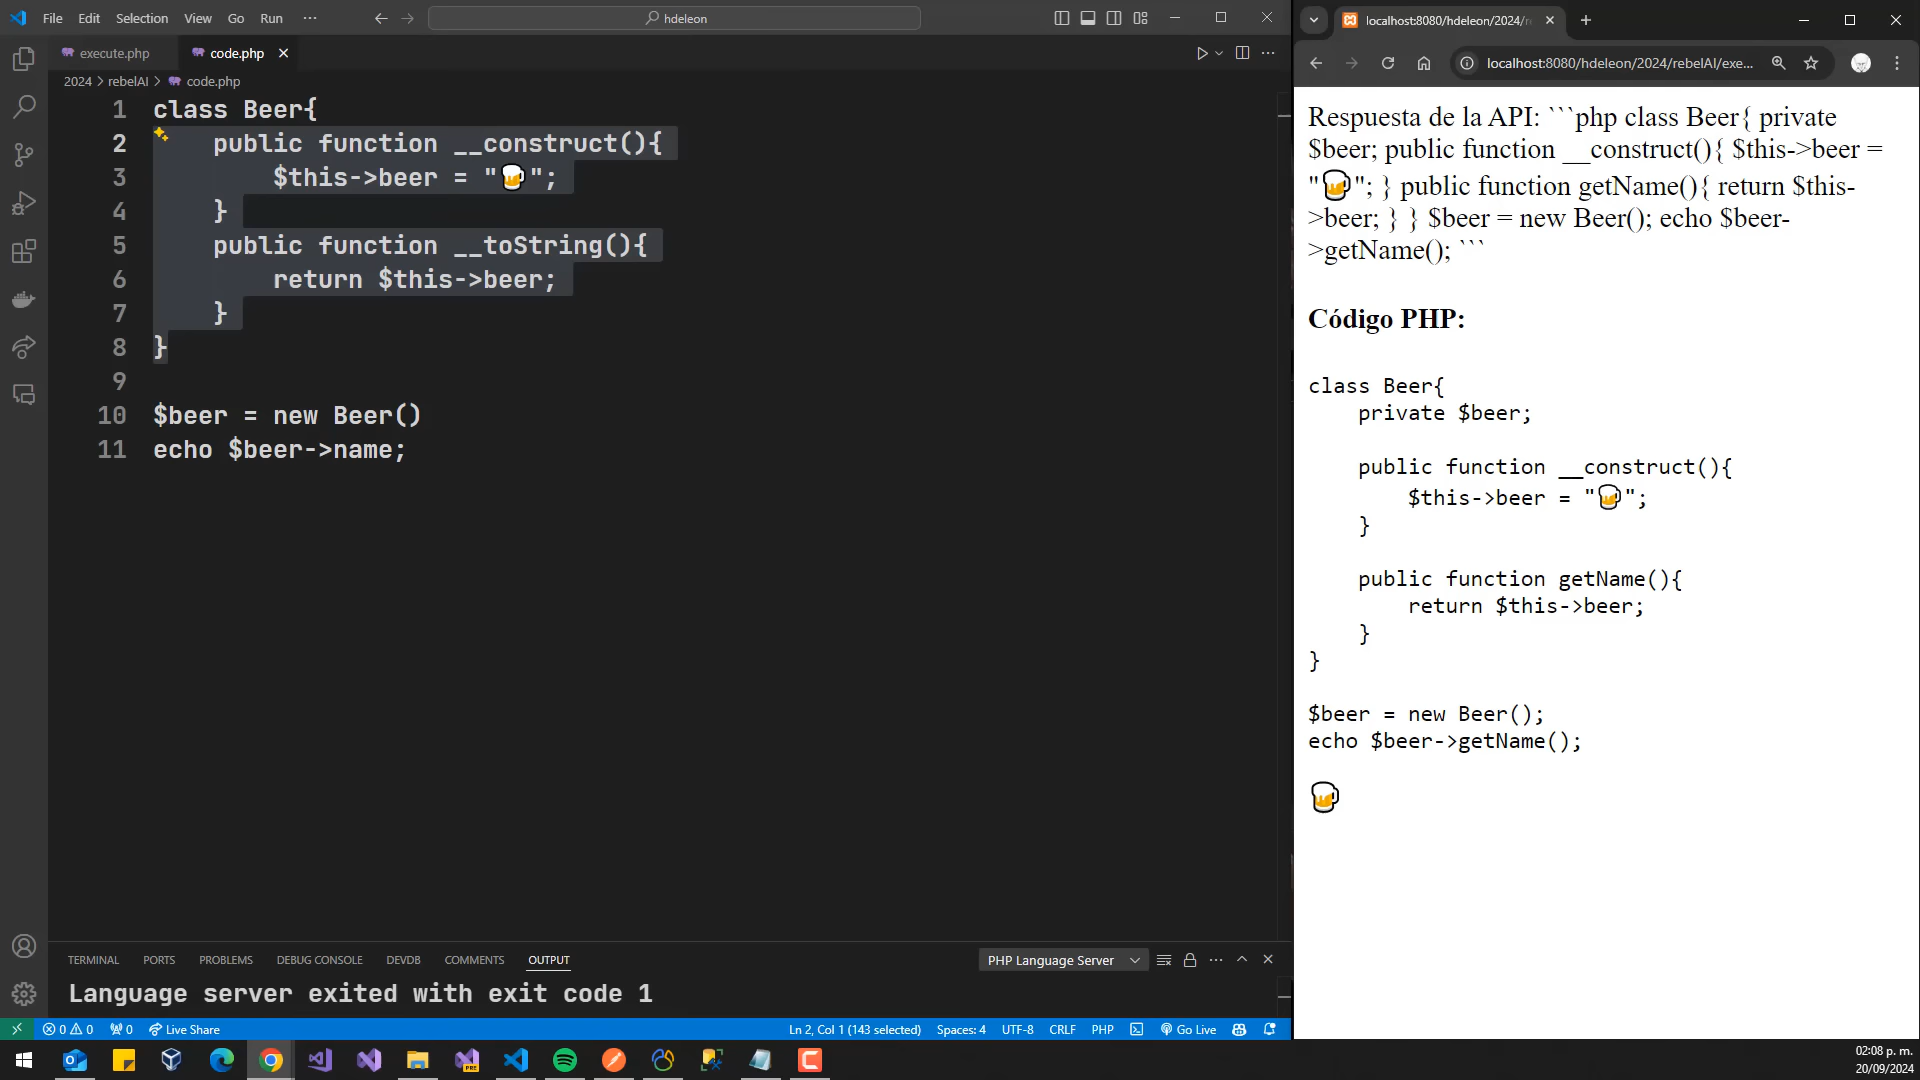 File Edit Selection View Go Run ···
hdeleon
execute.php
code.php
2024 > rebelAI > code.php
1 class Beer{
2 public function __construct(){
3 $this->beer = "🍺";
4 }
5 public function __toString(){
6 return $this->beer;
7 }
8 }
9
10 $beer = new Beer()
11 echo $beer->name;
TERMINAL PORTS PROBLEMS DEBUG CONSOLE DEVDB COMMENTS OUTPUT
PHP Language Server
Language server exited with exit code 1
0 0 0 Live Share
Ln 2, Col 1 (143 selected) Spaces: 4 UTF-8 CRLF PHP Go Live
localhost:8080/hdeleon/2024/r
localhost:8080/hdeleon/2024/rebelAI/exe...
Respuesta de la API: ```php class Beer{ private
$beer; public function __construct(){ $this->beer =
"🍺"; } public function getName(){ return $this-
>beer; } } $beer = new Beer(); echo $beer-
>getName(); ```
Código PHP:
class Beer{
private $beer;
public function __construct(){
$this->beer = "🍺";
}
public function getName(){
return $this->beer;
}
}
$beer = new Beer();
echo $beer->getName();
🍺
PRE
02:08 p. m.
20/09/2024